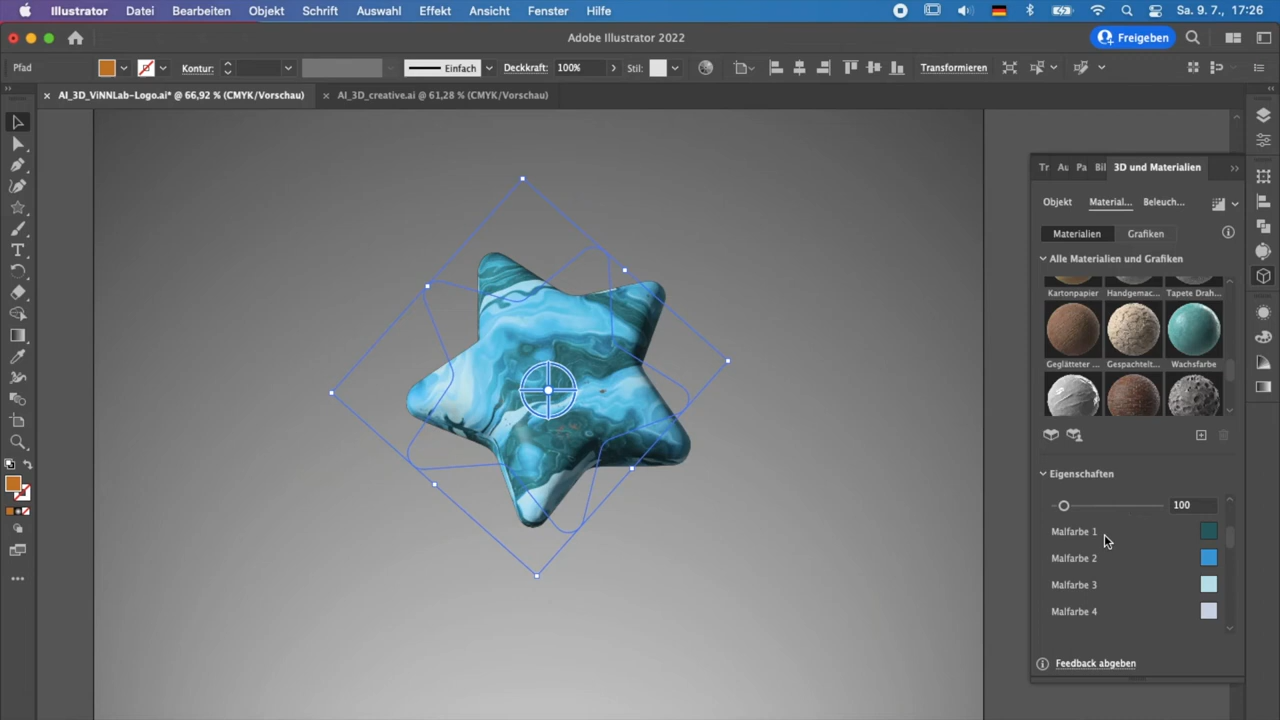 Illustrator Datei Bearbeiten Objekt Schrift Auswahl Effekt Ansicht Fenster Hilfe Sa. 9. 7., 17:26
Adobe Illustrator 2022 Freigeben
Pfad Kontur: Einfach Deckkraft: 100% Stil: Transformieren
AI_3D_ViNNLab-Logo.ai* @ 66,92 % (CMYK/Vorschau) AI_3D_creative.ai @ 61,28 % (CMYK/Vorschau)
Tr Au Pa Bil 3D und Materialien
Objekt Material... Beleuch...
Materialien Grafiken
Alle Materialien und Grafiken
Kartonpapier Handgemac... Tapete Drah...
Geglätteter ... Gespachtelt... Wachsfarbe
Eigenschaften
100
Malfarbe 1
Malfarbe 2
Malfarbe 3
Malfarbe 4
Feedback abgeben